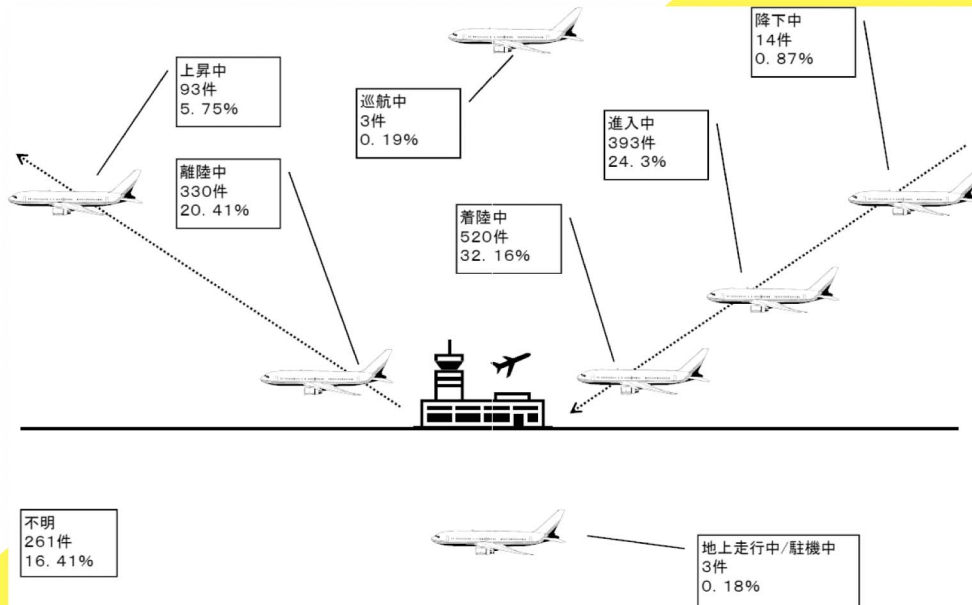 降下中
14件
0. 87%
上昇中
93件
5. 75%
巡航中
3件
0. 19%
進入中
393件
24. 3%
離陸中
330件
20. 41%
着陸中
520件
32. 16%
不明
261件
16. 41%
地上走行中/駐機中
3件
0. 18%